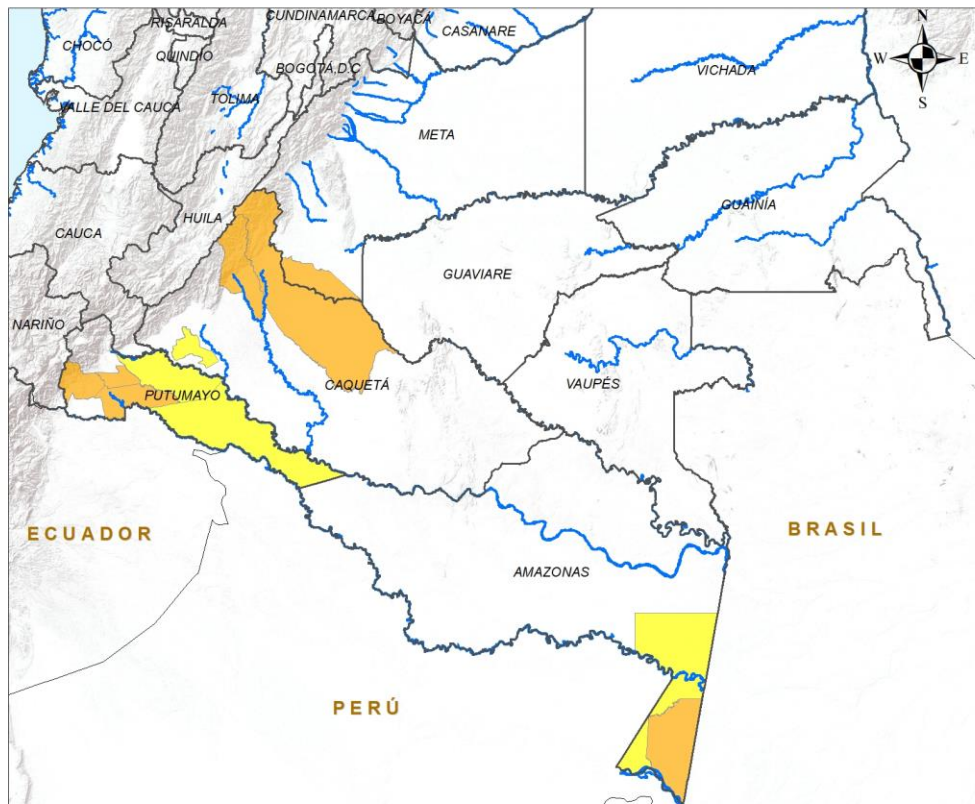 CUNDINAMARCA
BOYACÁ
RISARALDA
CASANARE
N
CHOCÓ
QUINDIO
W
E
BOGOTÁ, D.C
VICHADA
S
TOLIMA
VALLE DEL CAUCA
META
GUAINÍA
HUILA
CAUCA
GUAVIARE
NARIÑO
CAQUETÁ
VAUPÉS
PUTUMAYO
ECUADOR
BRASIL
AMAZONAS
PERÚ